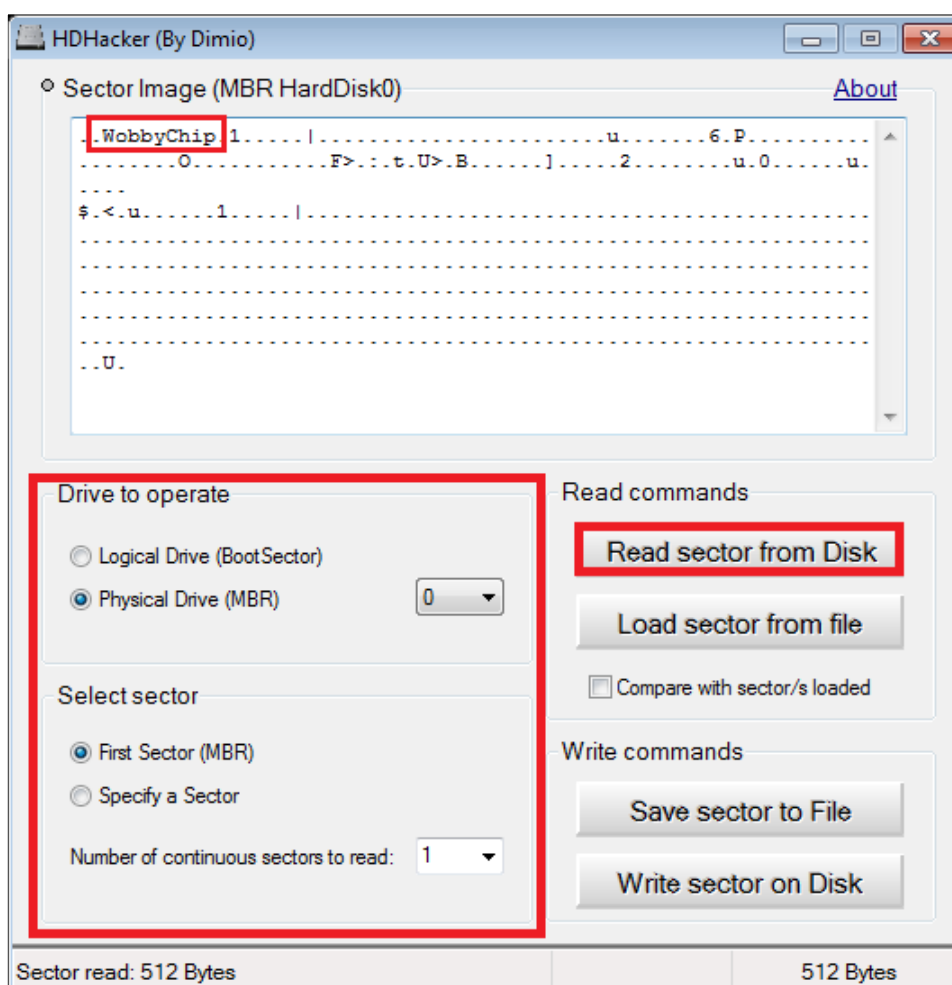 HDHacker (By Dimio)
Sector Image (MBR HardDisk0)
About
..WobbyChip.1.....|.......................u.......6.P...........
........O...........F>.:.t.U>.B......].....2........u.0......u.
....
$.<.u......1.....|.............................................
...............................................................
...............................................................
...............................................................
...............................................................
...............................................................
..U.
Drive to operate
Logical Drive (BootSector)
Physical Drive (MBR)
0
Select sector
First Sector (MBR)
Specify a Sector
Number of continuous sectors to read:
1
Read commands
Read sector from Disk
Load sector from file
Compare with sector/s loaded
Write commands
Save sector to File
Write sector on Disk
Sector read: 512 Bytes
512 Bytes